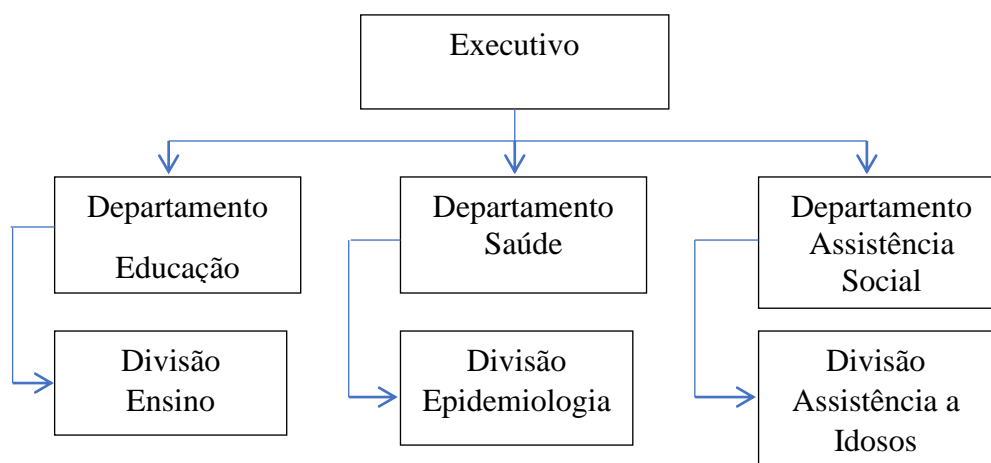 Executivo
Departamento
Educação
Departamento
Saúde
Departamento
Assistência
Social
Divisão
Ensino
Divisão
Epidemiologia
Divisão
Assistência a
Idosos